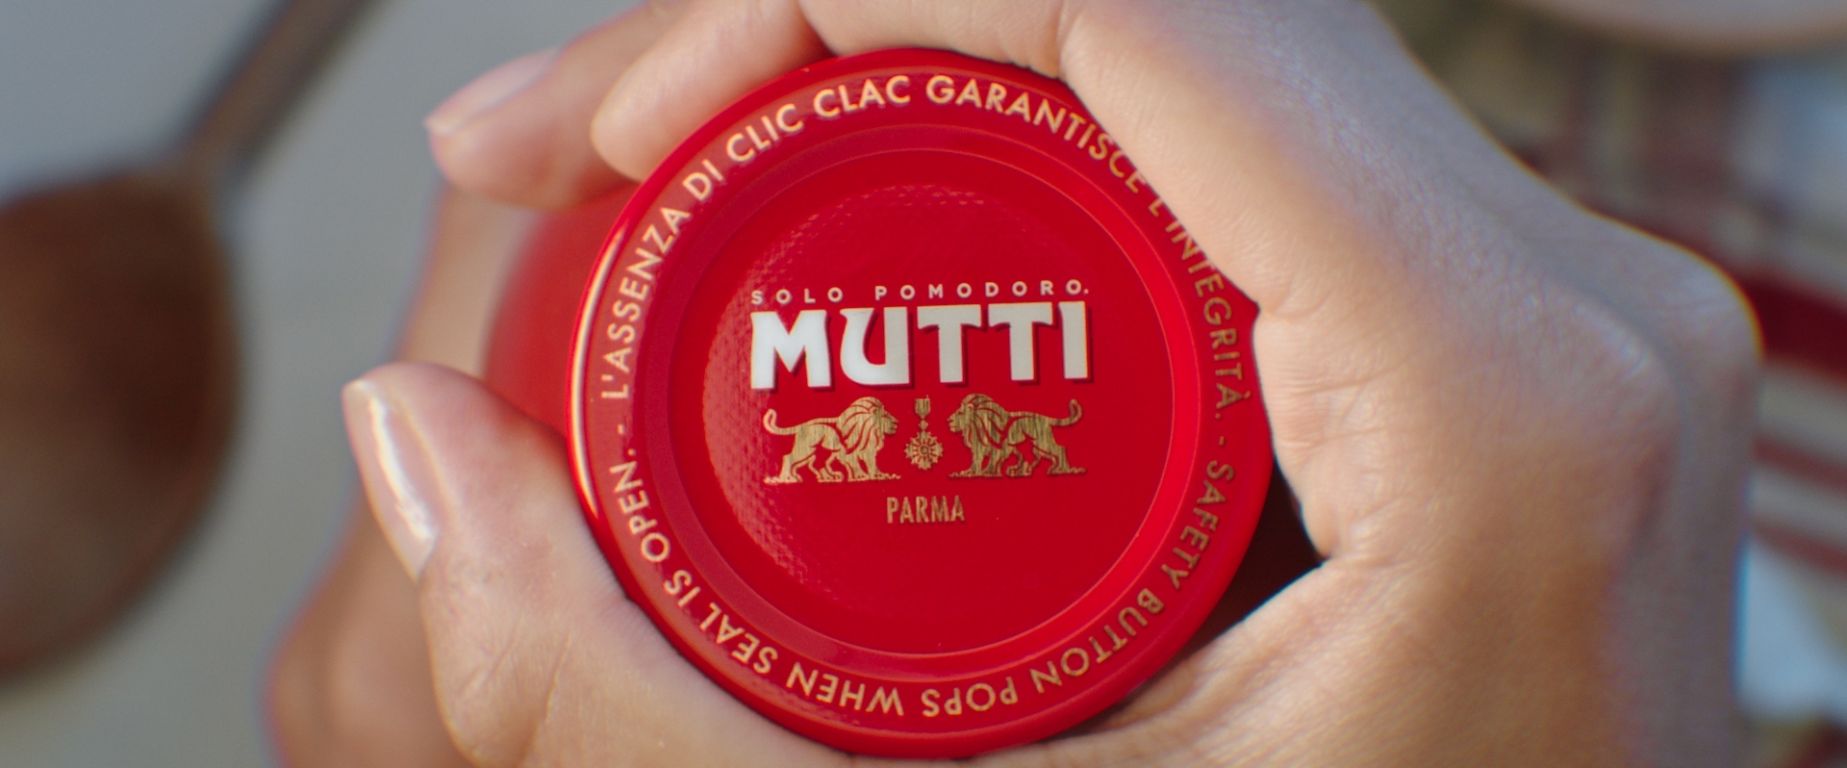 L'ASSENZA DI CLIC CLAC GARANTISCE L'INTEGRITÀ. - SAFETY BUTTON POPS WHEN SEAL IS OPEN. -
SOLO POMODORO.
MUTTI
PARMA